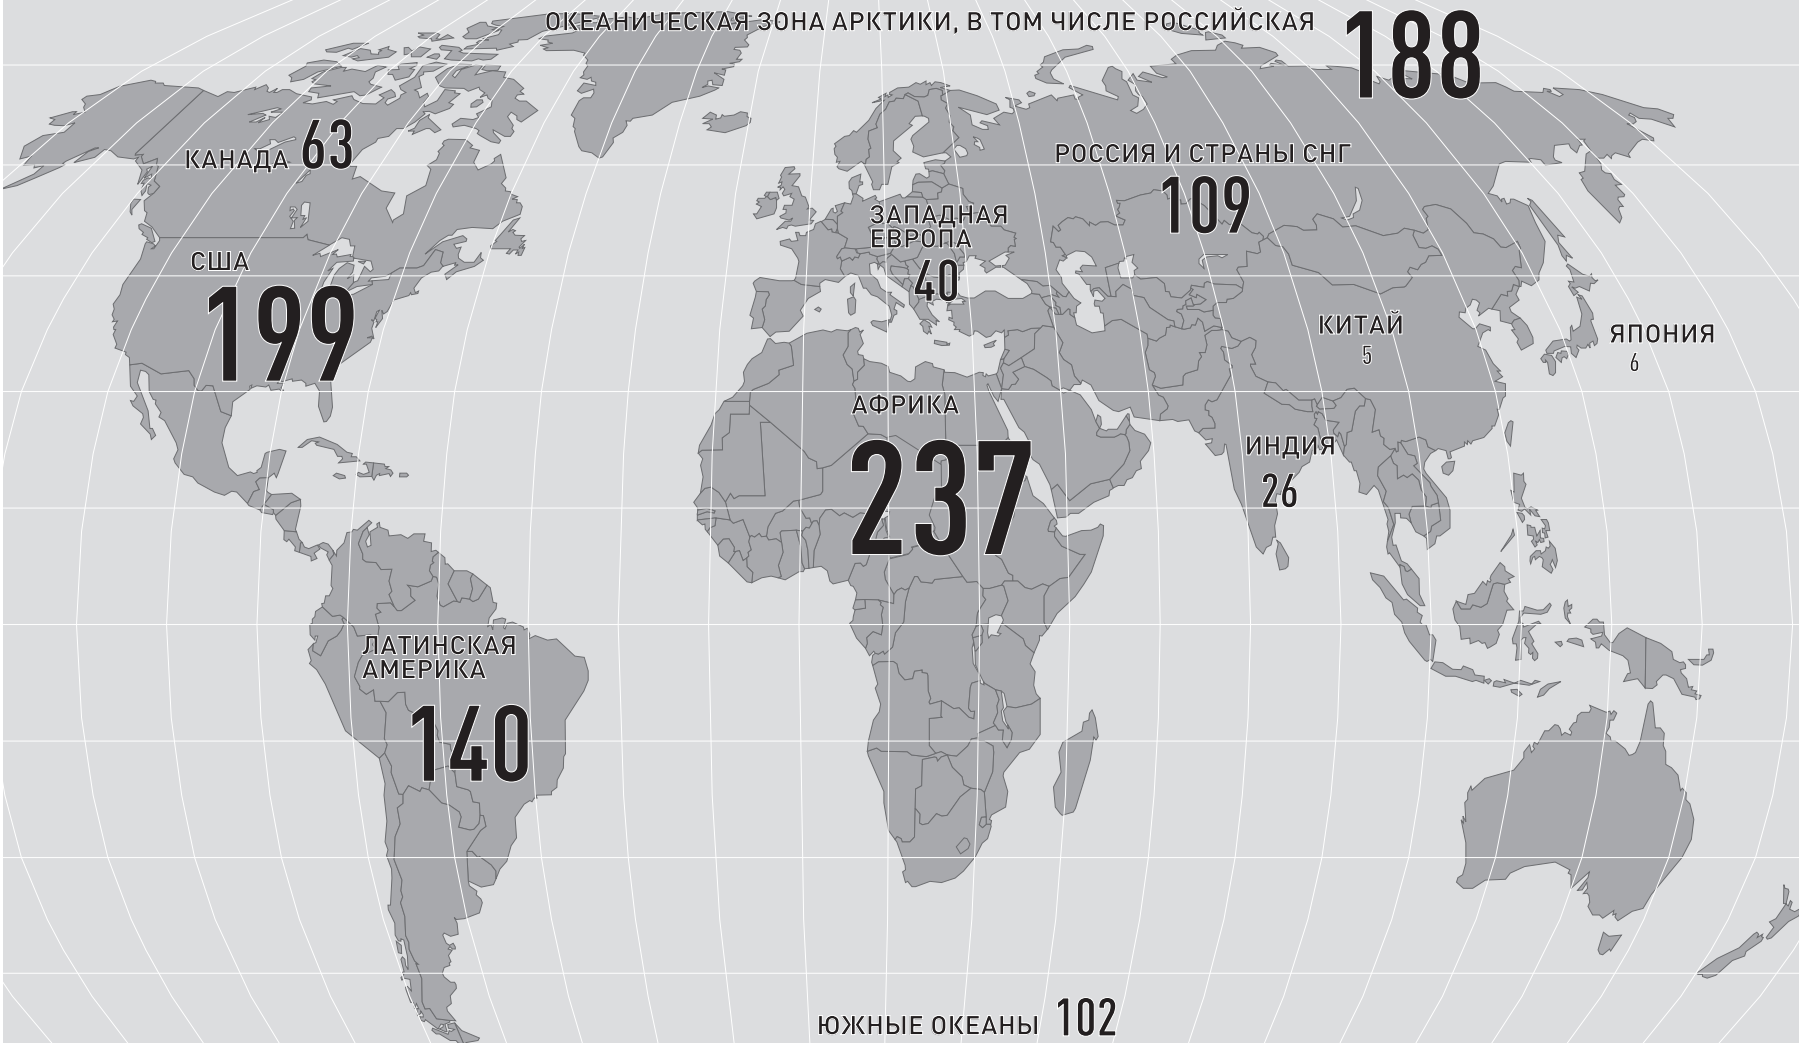 ОКЕАНИЧЕСКАЯ ЗОНА АРКТИКИ, В ТОМ ЧИСЛЕ РОССИЙСКАЯ 188
КАНАДА 63
РОССИЯ И СТРАНЫ СНГ
109
ЗАПАДНАЯ
ЕВРОПА
40
США
199
КИТАЙ
5
ЯПОНИЯ
6
АФРИКА
237
ИНДИЯ
26
ЛАТИНСКАЯ
АМЕРИКА
140
ЮЖНЫЕ ОКЕАНЫ 102